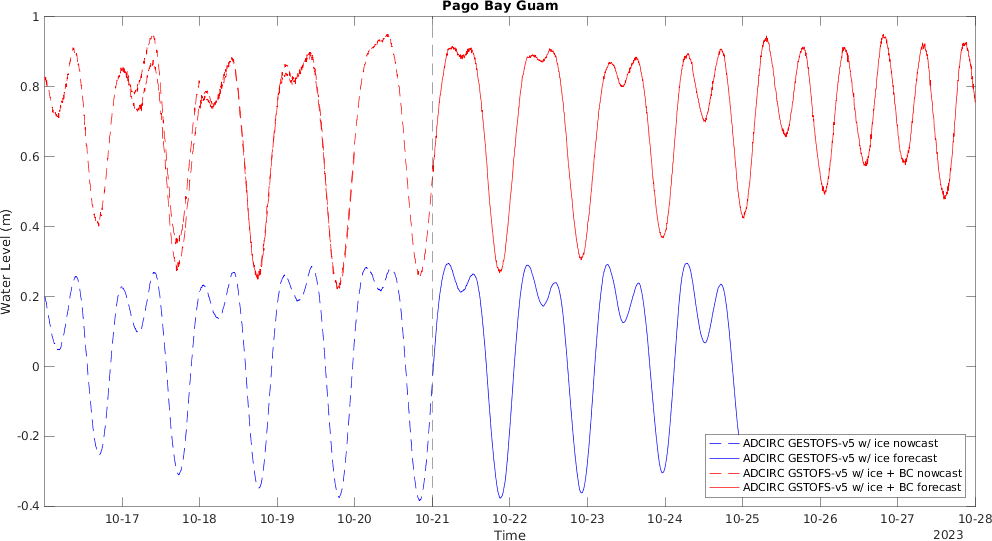 Pago Bay Guam
1
0.8
0.6
0.4
0.2
0
-0.2
-0.4
Water Level (m)
ADCIRC GESTOFS-v5 w/ ice nowcast
ADCIRC GESTOFS-v5 w/ ice forecast
ADCIRC GSTOFS-v5 w/ ice + BC nowcast
ADCIRC GSTOFS-v5 w/ ice + BC forecast
10-17 10-18 10-19 10-20 10-21 10-22 10-23 10-24 10-25 10-26 10-27 10-28
Time
2023